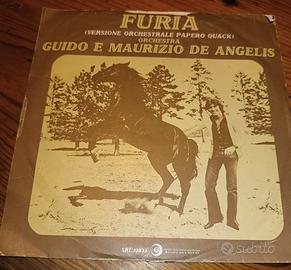 FURIA
(VERSIONE ORCHESTRALE PAPERO QUACK)
ORCHESTRA
GUIDO E MAURIZIO DE ANGELIS
subito